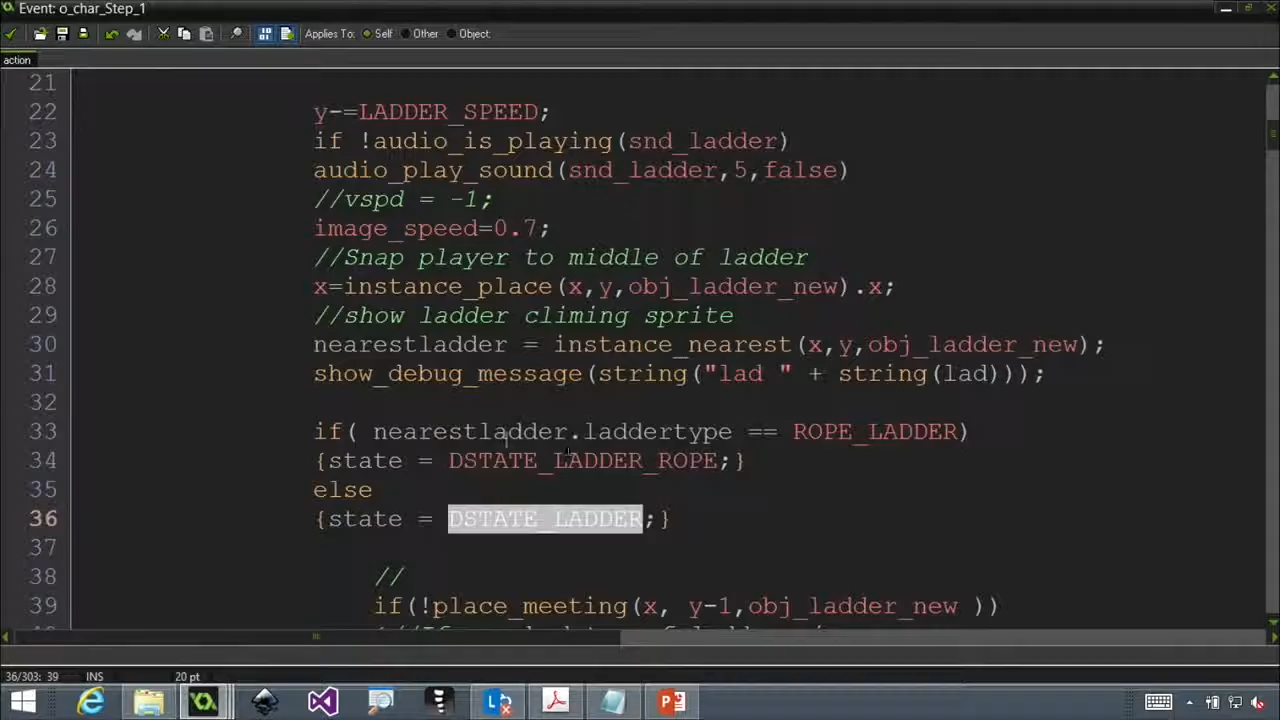 Event: o_char_Step_1
Applies To: Self Other Object
action
21
22 y-=LADDER_SPEED;
23 if !audio_is_playing(snd_ladder)
24 audio_play_sound(snd_ladder,5,false)
25 //vspd = -1;
26 image_speed=0.7;
27 //Snap player to middle of ladder
28 x=instance_place(x,y,obj_ladder_new).x;
29 //show ladder climing sprite
30 nearestladder = instance_nearest(x,y,obj_ladder_new);
31 show_debug_message(string("lad " + string(lad)));
32
33 if( nearestladder.laddertype == ROPE_LADDER)
34 {state = DSTATE_LADDER_ROPE;}
35 else
36 {state = DSTATE_LADDER;}
37
38 //
39 if(!place_meeting(x, y-1,obj_ladder_new ))
36/303: 39 INS 20 pt